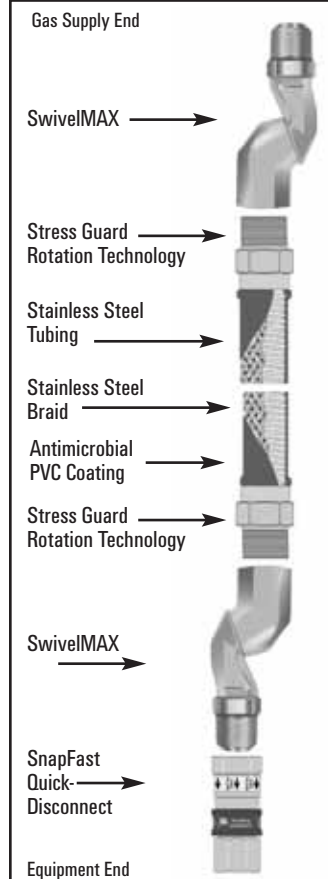 Gas Supply End
SwivelMAX
Stress Guard
Rotation Technology
Stainless Steel
Tubing
Stainless Steel
Braid
Antimicrobial
PVC Coating
Stress Guard
Rotation Technology
SwivelMAX
SnapFast
Quick-
Disconnect
Equipment End